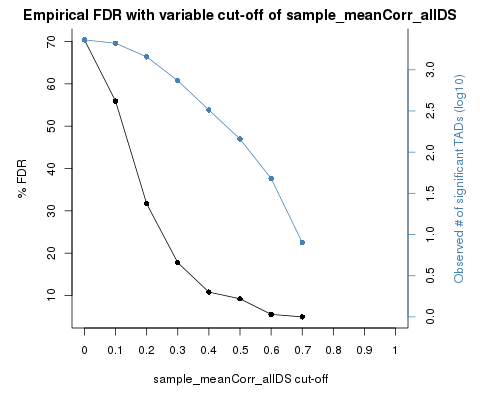 Empirical FDR with variable cut-off of sample_meanCorr_allDS
70
60
50
40
30
20
10
% FDR
3.0
2.5
2.0
1.5
1.0
0.5
0.0
Observed # of significant TADs (log10)
0 0.1 0.2 0.3 0.4 0.5 0.6 0.7 0.8 0.9 1
sample_meanCorr_allDS cut-off